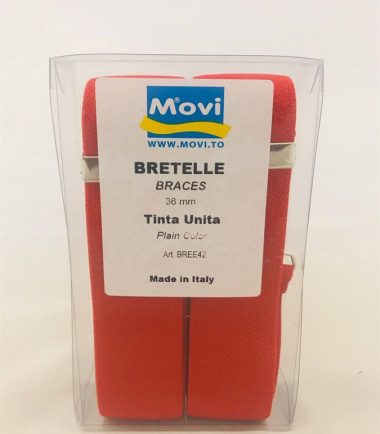 Movi
WWW.MOVI.TO
BRETELLE
BRACES
36 mm
Tinta Unita
Plain Color
Art. BREE42
Made in Italy